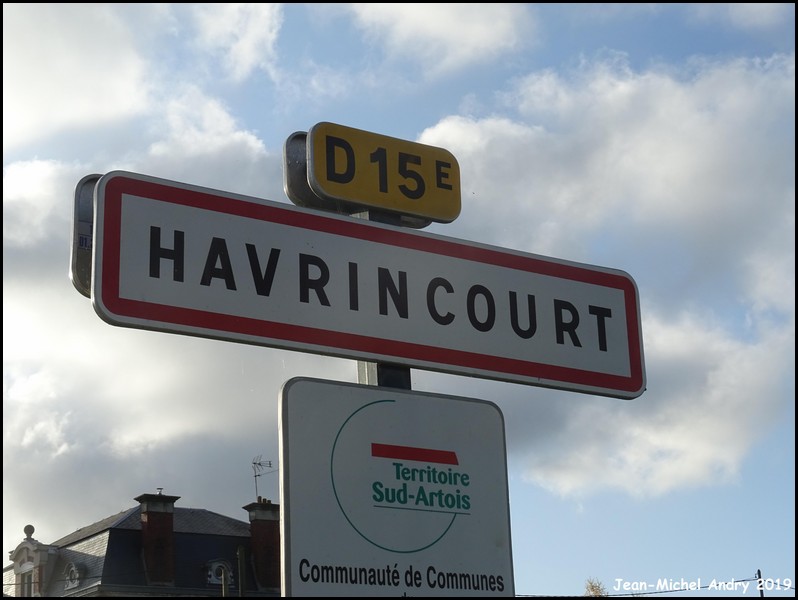 D15E
HAVRINCOURT
Territoire
Sud-Artois
Communauté de Communes
Jean-Michel Andry 2019